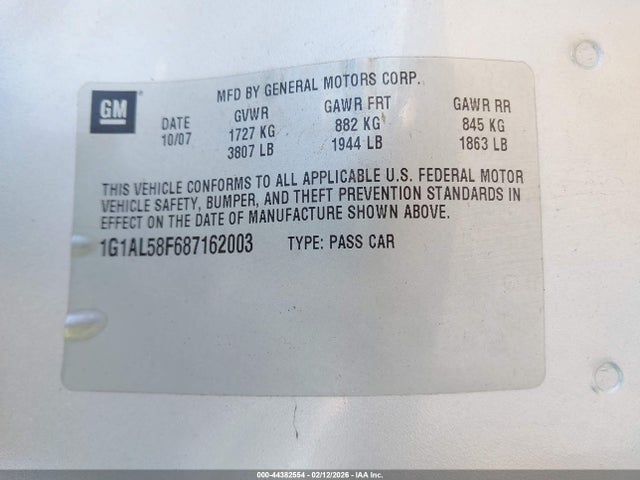 MFD BY GENERAL MOTORS CORP.
GM
DATE GVWR GAWR FRT GAWR RR
10/07 1727 KG 882 KG 845 KG
3807 LB 1944 LB 1863 LB
THIS VEHICLE CONFORMS TO ALL APPLICABLE U.S. FEDERAL MOTOR
VEHICLE SAFETY, BUMPER, AND THEFT PREVENTION STANDARDS IN
EFFECT ON THE DATE OF MANUFACTURE SHOWN ABOVE.
1G1AL58F687162003 TYPE: PASS CAR
000-44382554 - 02/12/2026 - IAA Inc.